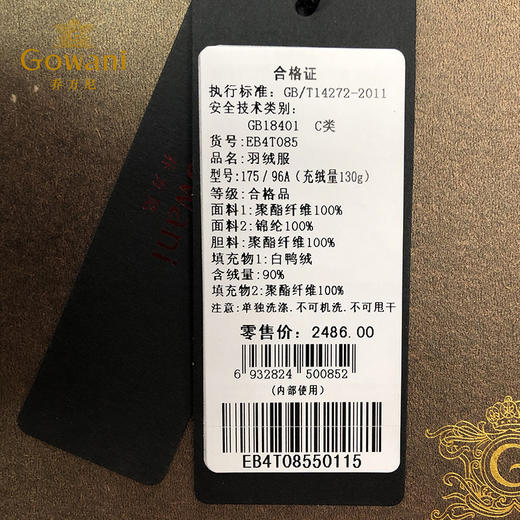 Gowani
乔万尼
合格证
执行标准: GB/T14272-2011
安全技术类别:
GB18401 C类
货号:EB4T085
品名:羽绒服
型号:175/96A(充绒量130g)
等级:合格品
面料1:聚酯纤维100%
面料2:锦纶100%
胆料:聚酯纤维100%
填充物1:白鸭绒
含绒量:90%
填充物2:聚酯纤维100%
注意:单独洗涤.不可机洗.不可甩干
零售价: 2486.00
6 932824 500852
(内部使用)
EB4T08550115